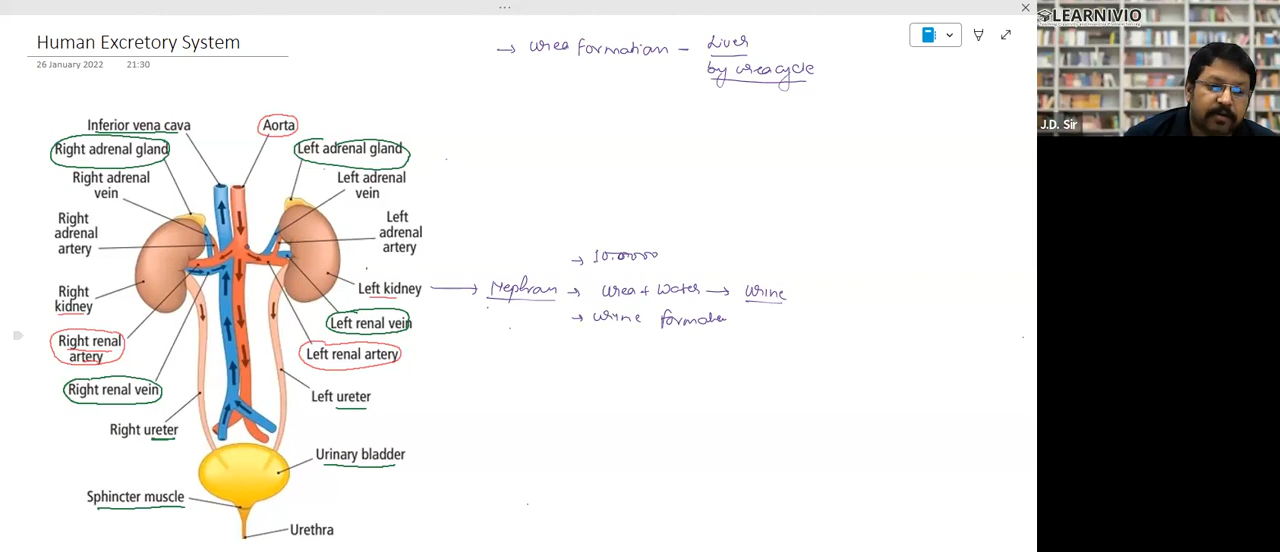 LEARNIVIO
Human Excretory System
26 January 2022 21:30
→ Urea formation - Liver
by urea cycle
J.D. Sir
Inferior vena cava
Aorta
Right adrenal gland
Left adrenal gland
Right adrenal
vein
Left adrenal
vein
Right
adrenal
artery
Left
adrenal
artery
→ 10.00000
Left kidney → Nephron → Urea + Water → Urine
→ Urine formation
Right
kidney
Left renal vein
Right renal
artery
Left renal artery
Right renal vein
Left ureter
Right ureter
Urinary bladder
Sphincter muscle
Urethra